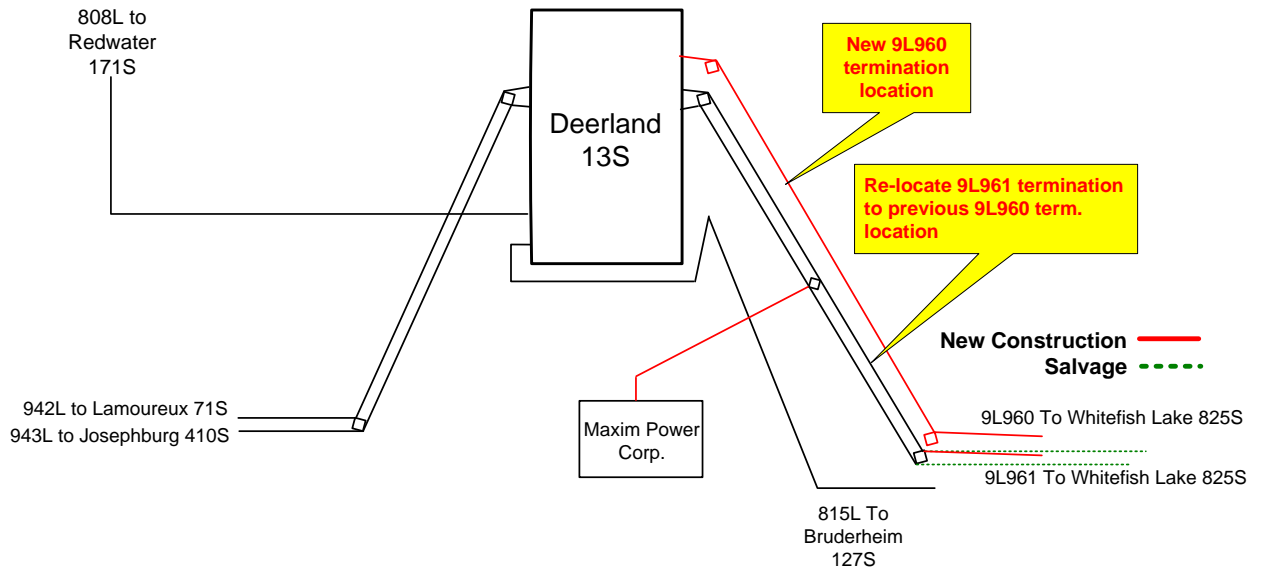 808L to
Redwater
171S
New 9L960
termination
location
Deerland
13S
Re-locate 9L961 termination
to previous 9L960 term.
location
New Construction
Salvage
942L to Lamoureux 71S
943L to Josephburg 410S
Maxim Power
Corp.
9L960 To Whitefish Lake 825S
9L961 To Whitefish Lake 825S
815L To
Bruderheim
127S